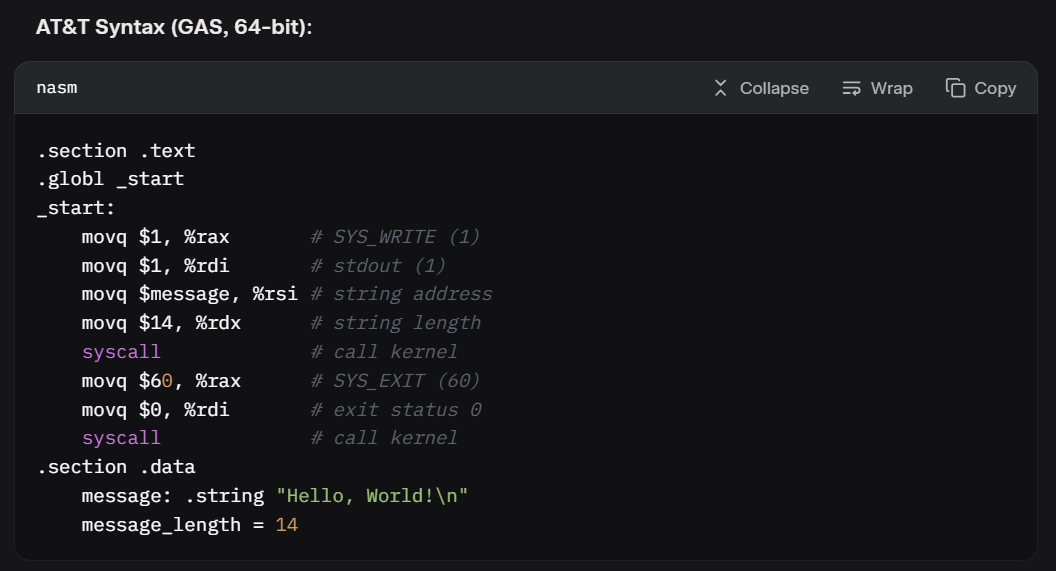 AT&T Syntax (GAS, 64-bit):
nasm
Collapse
Wrap
Copy
.section .text
.globl _start
_start:
    movq $1, %rax       # SYS_WRITE (1)
    movq $1, %rdi       # stdout (1)
    movq $message, %rsi # string address
    movq $14, %rdx      # string length
    syscall             # call kernel
    movq $60, %rax      # SYS_EXIT (60)
    movq $0, %rdi       # exit status 0
    syscall             # call kernel
.section .data
    message: .string "Hello, World!\n"
    message_length = 14